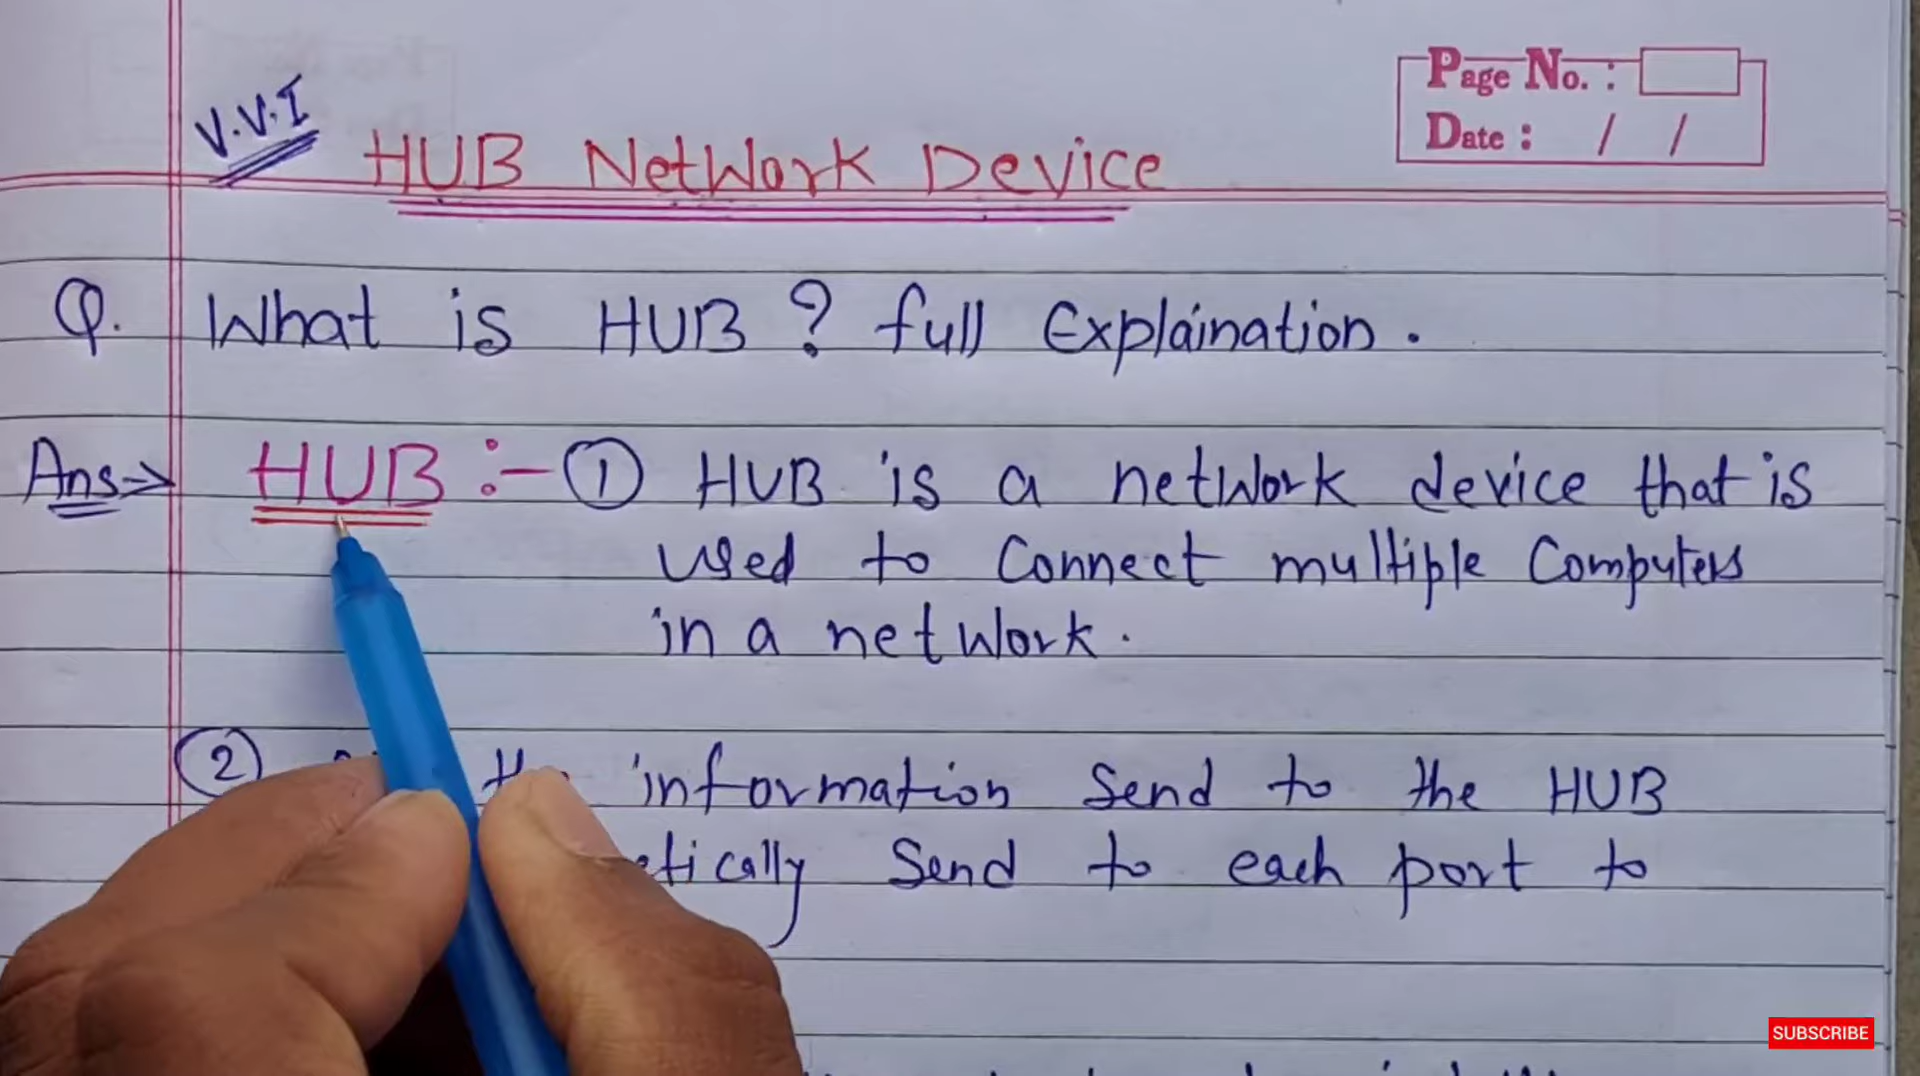 Page No. :
Date : / /
V.V.I
HUB Network Device
Q. What is HUB ? full Explaination .
Ans-> HUB :- ① HUB is a network device that is
used to Connect multiple Computers
in a network .
② the information Send to the HUB
Send to each port to
SUBSCRIBE